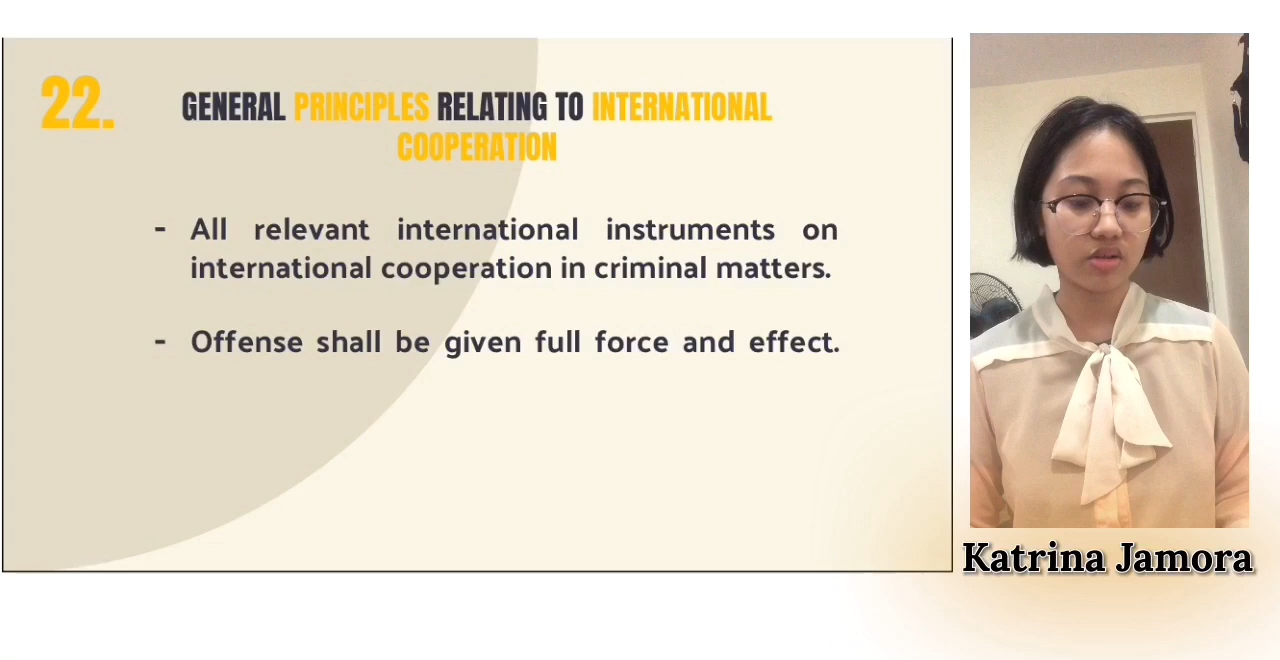 22.
GENERAL PRINCIPLES RELATING TO INTERNATIONAL
COOPERATION
- All relevant international instruments on
international cooperation in criminal matters.
- Offense shall be given full force and effect.
Katrina Jamora